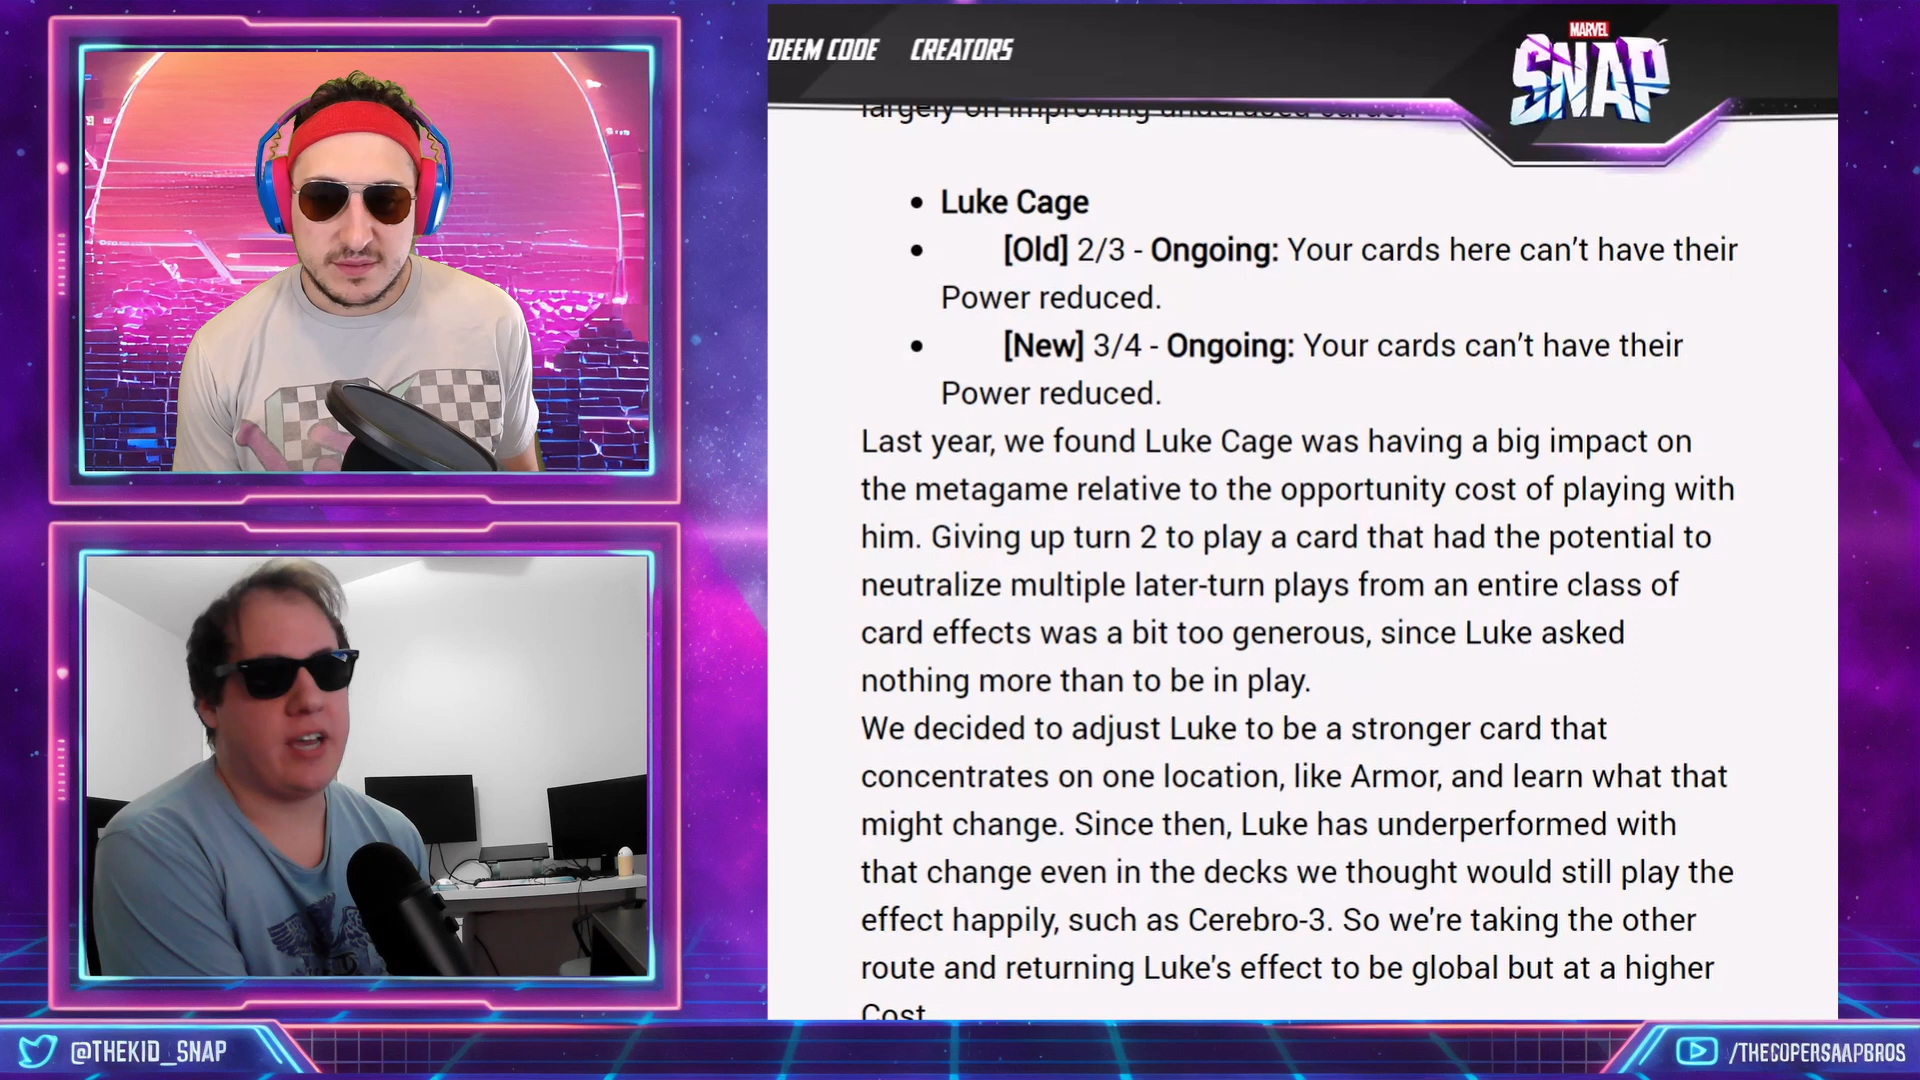 DEEM CODE CREATORS
MARVEL
SNAP
largely on improving underused cards.
• Luke Cage
• [Old] 2/3 - Ongoing: Your cards here can’t have their
Power reduced.
• [New] 3/4 - Ongoing: Your cards can’t have their
Power reduced.
Last year, we found Luke Cage was having a big impact on
the metagame relative to the opportunity cost of playing with
him. Giving up turn 2 to play a card that had the potential to
neutralize multiple later-turn plays from an entire class of
card effects was a bit too generous, since Luke asked
nothing more than to be in play.
We decided to adjust Luke to be a stronger card that
concentrates on one location, like Armor, and learn what that
might change. Since then, Luke has underperformed with
that change even in the decks we thought would still play the
effect happily, such as Cerebro-3. So we're taking the other
route and returning Luke's effect to be global but at a higher
Cost
@THEKID_SNAP
/THECOPERSAAPBROS